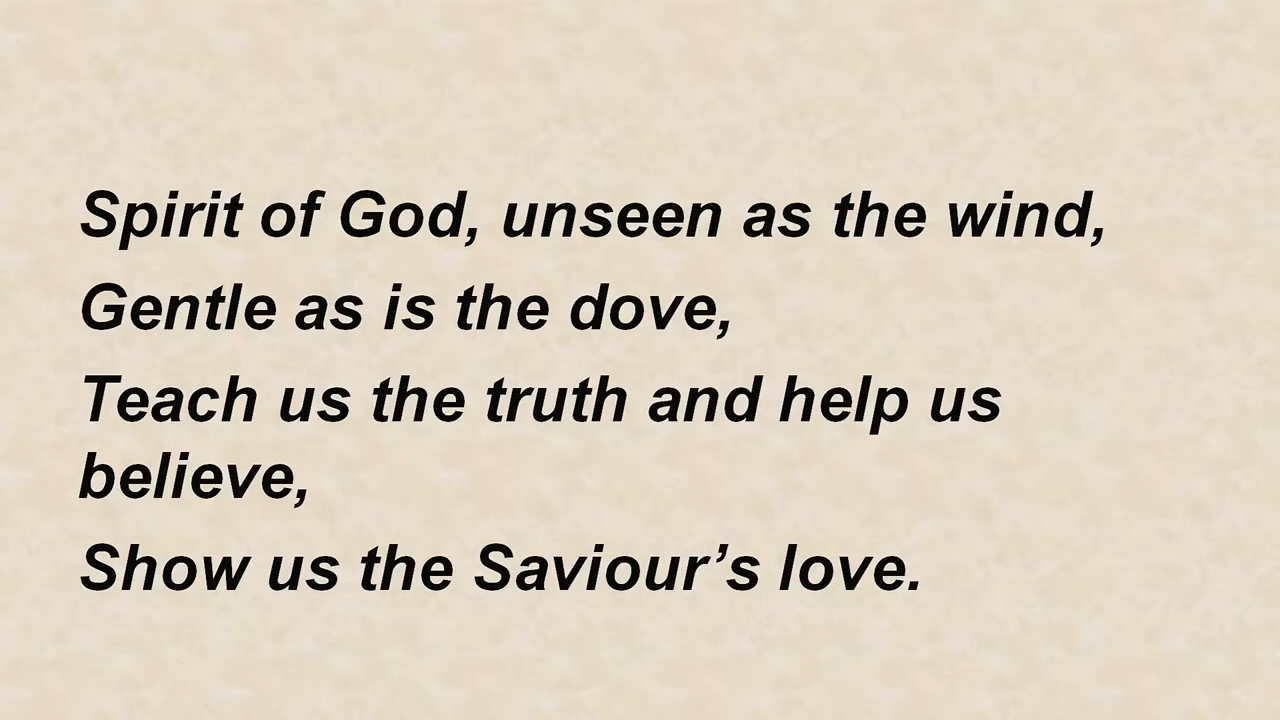 Spirit of God, unseen as the wind,
Gentle as is the dove,
Teach us the truth and help us
believe,
Show us the Saviour’s love.